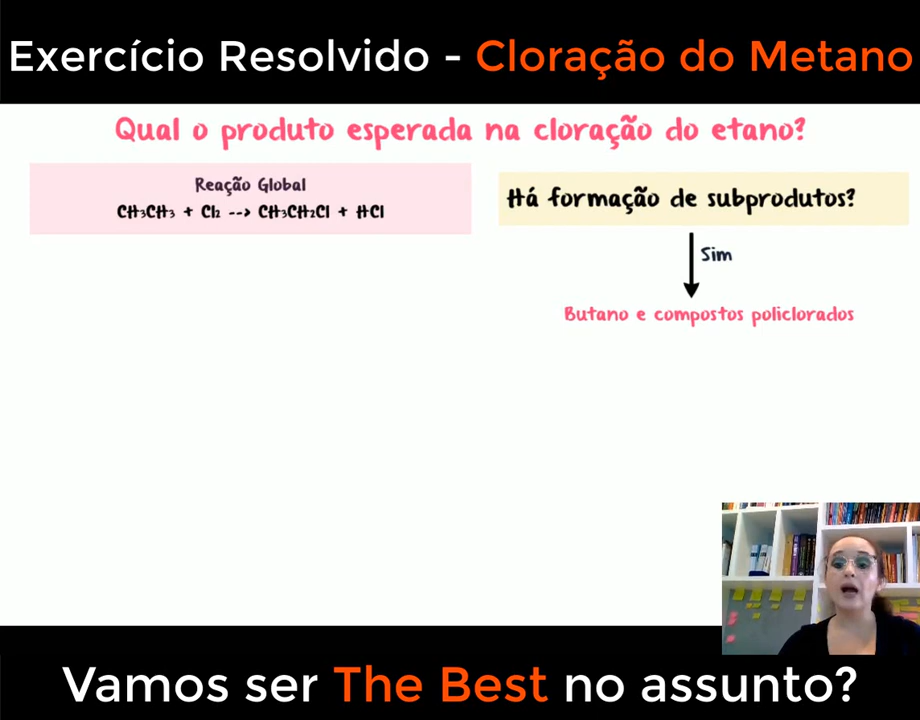 Exercício Resolvido - Cloração do Metano
Qual o produto esperada na cloração do etano?
Reação Global
CH₃CH₃ + Cl₂ --> CH₃CH₂Cl + HCl
Há formação de subprodutos?
Sim
Butano e compostos policlorados
Vamos ser The Best no assunto?